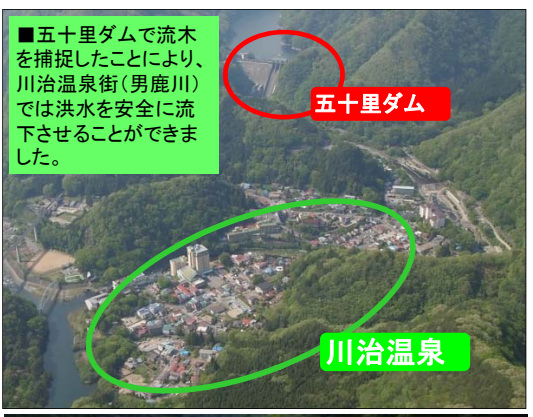 ■五十里ダムで流木
を捕捉したことにより、
川治温泉街（男鹿川）
では洪水を安全に流
下させることができま
した。
五十里ダム
川治温泉